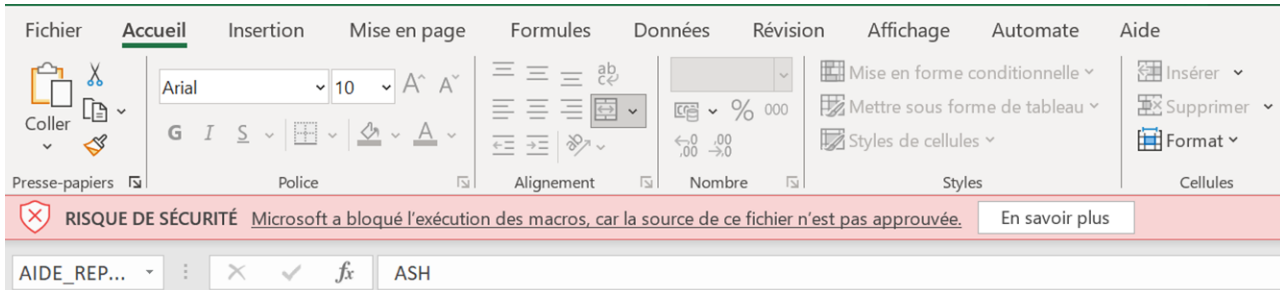 Fichier Accueil Insertion Mise en page Formules Données Révision Affichage Automate Aide
Coller
Arial 10 A A
ab
c
G I S A
% 000
,00 ,00
Mise en forme conditionnelle
Mettre sous forme de tableau
Styles de cellules
Insérer
Supprimer
Format
Presse-papiers Police Alignement Nombre Styles Cellules
RISQUE DE SÉCURITÉ Microsoft a bloqué l’exécution des macros, car la source de ce fichier n’est pas approuvée. En savoir plus
AIDE_REP... fx ASH